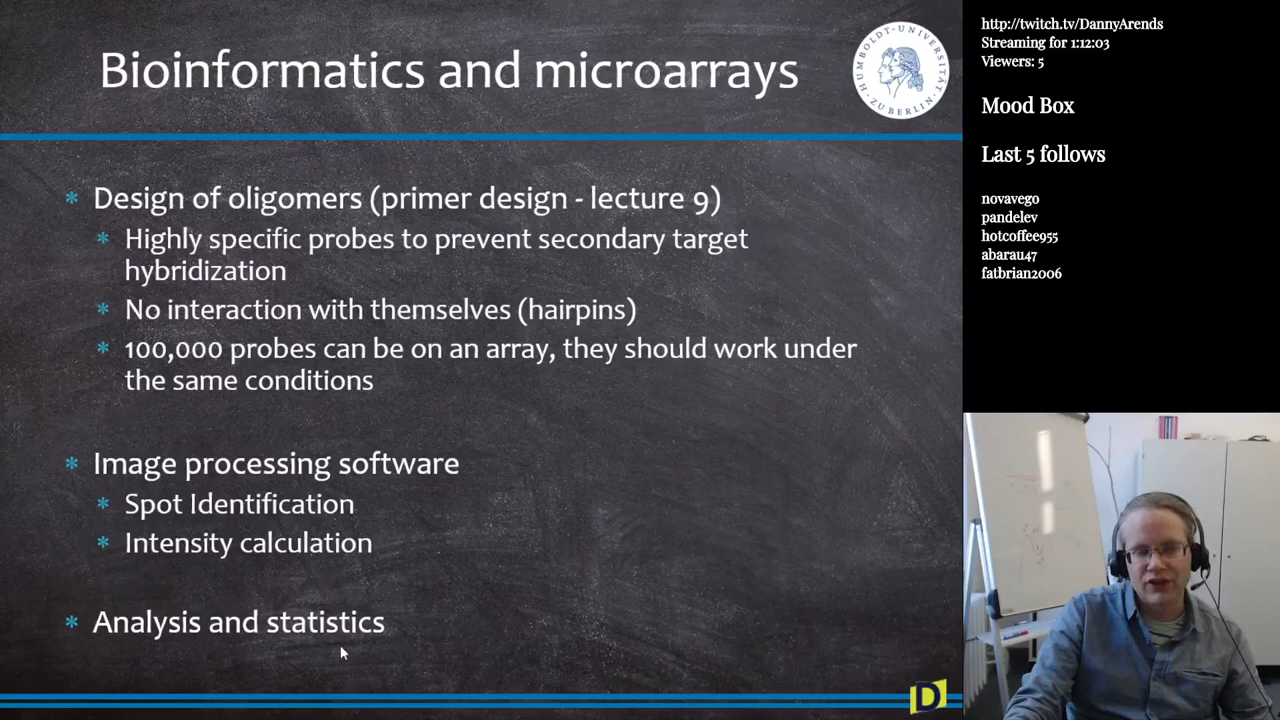 Bioinformatics and microarrays
HUMBOLDT-UNIVERSITÄT
ZU BERLIN
* Design of oligomers (primer design - lecture 9)
* Highly specific probes to prevent secondary target
hybridization
* No interaction with themselves (hairpins)
* 100,000 probes can be on an array, they should work under
the same conditions
* Image processing software
* Spot Identification
* Intensity calculation
* Analysis and statistics
D
http://twitch.tv/DannyArends
Streaming for 1:12:03
Viewers: 5
Mood Box
Last 5 follows
novavego
pandelev
hotcoffee955
abarau47
fatbrian2006